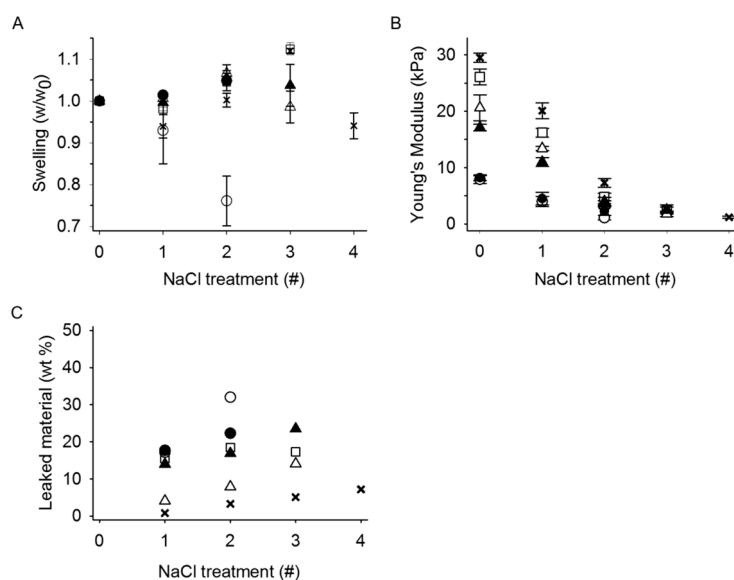 A
Swelling (w/w0)
1.1
1.0
0.9
0.8
0.7
0 1 2 3 4
NaCl treatment (#)
B
Young's Modulus (kPa)
30
20
10
0
0 1 2 3 4
NaCl treatment (#)
C
Leaked material (wt %)
50
40
30
20
10
0
0 1 2 3 4
NaCl treatment (#)